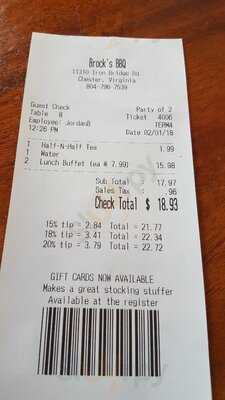 Brock's BBQ
11310 Iron Bridge Rd
Chester, Virginia
804-796-7539
Guest Check Party of 2
Table 8 Ticket 4006
Employee: JordanB TERM4
12:26 PM Date 02/01/18
1 Half-N-Half Tea 1.99
1 Water
2 Lunch Buffet (ea @ 7.99) 15.98
Sub Total : 17.97
Sales Tax : .96
Check Total $ 18.93
15% tip = 2.84 Total = 21.77
18% tip = 3.41 Total = 22.34
20% tip = 3.79 Total = 22.72
GIFT CARDS NOW AVAILABLE
Makes a great stocking stuffer
Available at the register